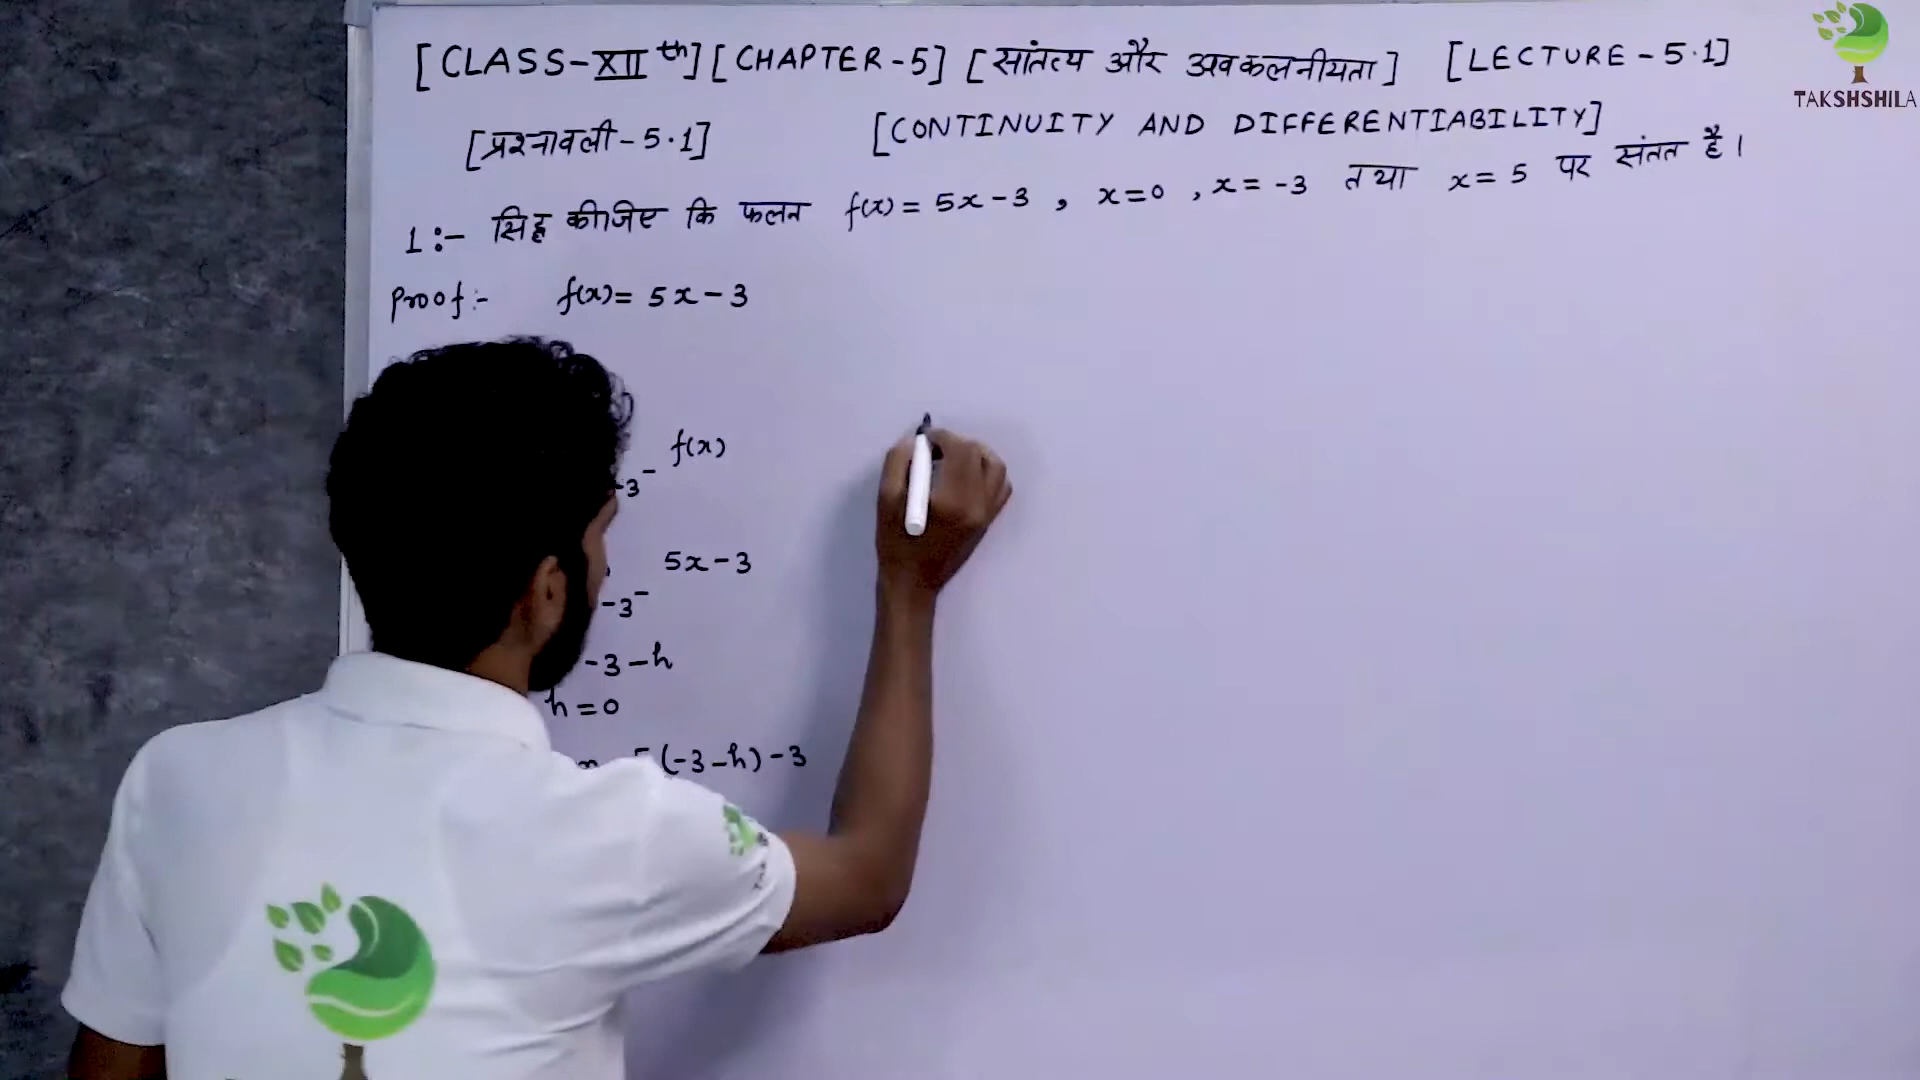 [CLASS-XII th] [CHAPTER-5] [सांतत्य और अवकलनीयता] [LECTURE-5.1]
TAKSHSHILA
[प्रश्नावली-5.1] [CONTINUITY AND DIFFERENTIABILITY]
1:- सिद्ध कीजिए कि फलन f(x) = 5x-3 , x=0 , x= -3 तथा x= 5 पर संतत है।
Proof:- f(x)= 5x-3
-3⁻ f(x)
-3⁻ 5x-3
-3-h
h=0
(-3-h)-3